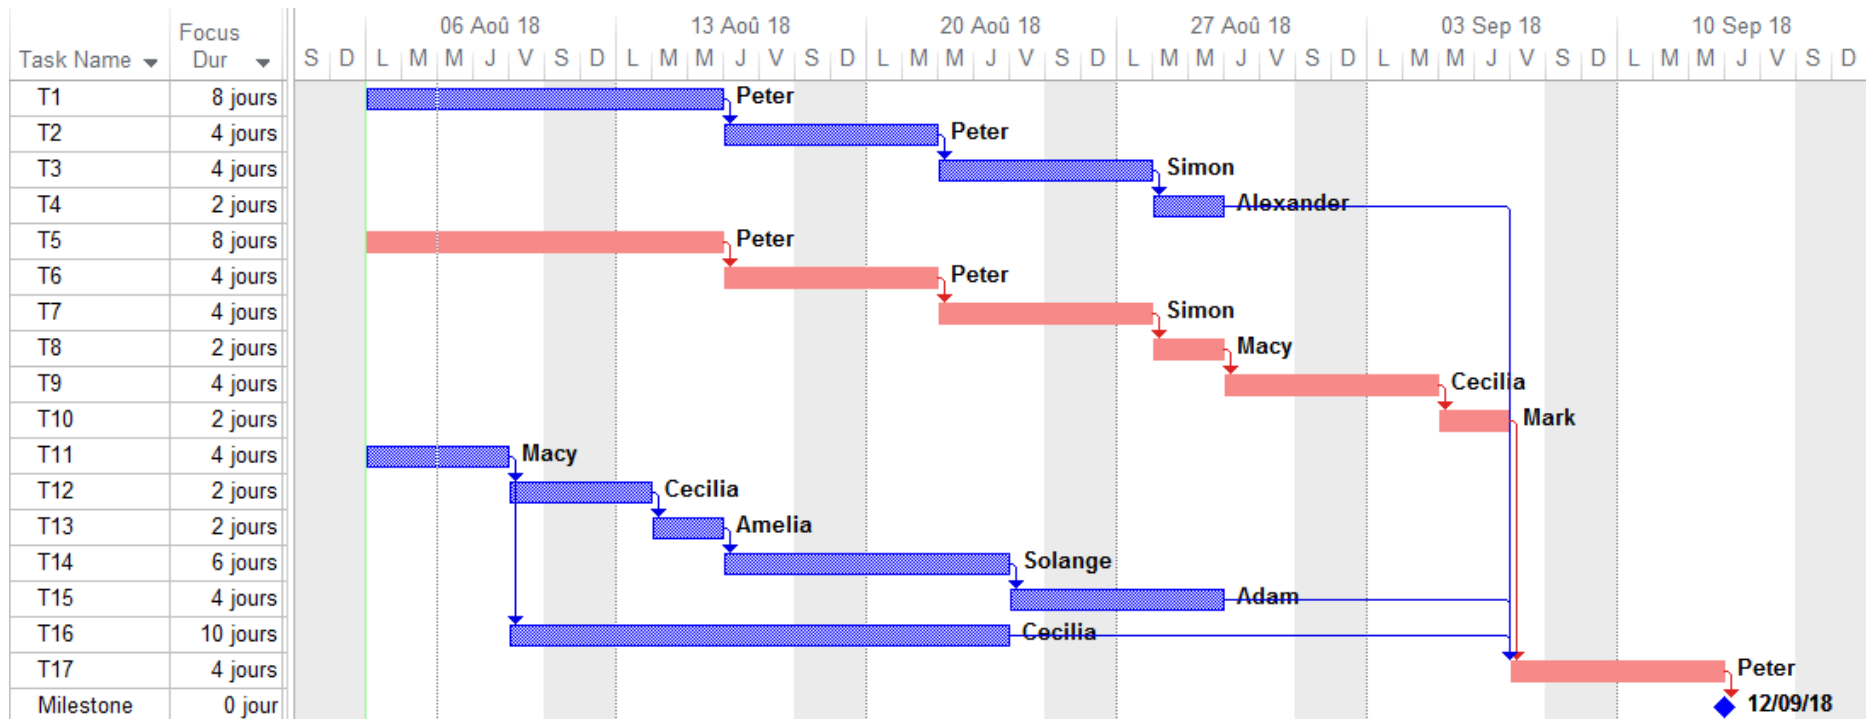 Focus
Task Name Dur
06 Aoû 18 13 Aoû 18 20 Aoû 18 27 Aoû 18 03 Sep 18 10 Sep 18
S D L M M J V S D L M M J V S D L M M J V S D L M M J V S D L M M J V S D L M M J V S D
T1 8 jours Peter
T2 4 jours Peter
T3 4 jours Simon
T4 2 jours Alexander
T5 8 jours Peter
T6 4 jours Peter
T7 4 jours Simon
T8 2 jours Macy
T9 4 jours Cecilia
T10 2 jours Mark
T11 4 jours Macy
T12 2 jours Cecilia
T13 2 jours Amelia
T14 6 jours Solange
T15 4 jours Adam
T16 10 jours Cecilia
T17 4 jours Peter
Milestone 0 jour 12/09/18